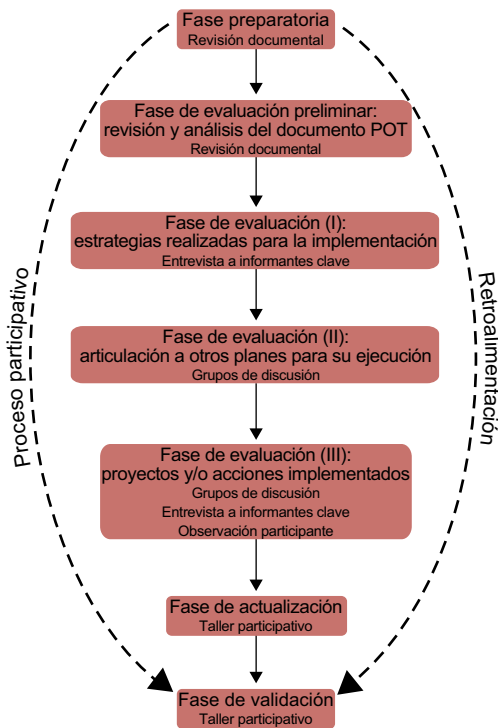 Fase preparatoria
Revisión documental
Fase de evaluación preliminar:
revisión y análisis del documento POT
Revisión documental
Fase de evaluación (I):
estrategias realizadas para la implementación
Entrevista a informantes clave
Fase de evaluación (II):
articulación a otros planes para su ejecución
Grupos de discusión
Fase de evaluación (III):
proyectos y/o acciones implementados
Grupos de discusión
Entrevista a informantes clave
Observación participante
Fase de actualización
Taller participativo
Fase de validación
Taller participativo
Proceso participativo
Retroalimentación